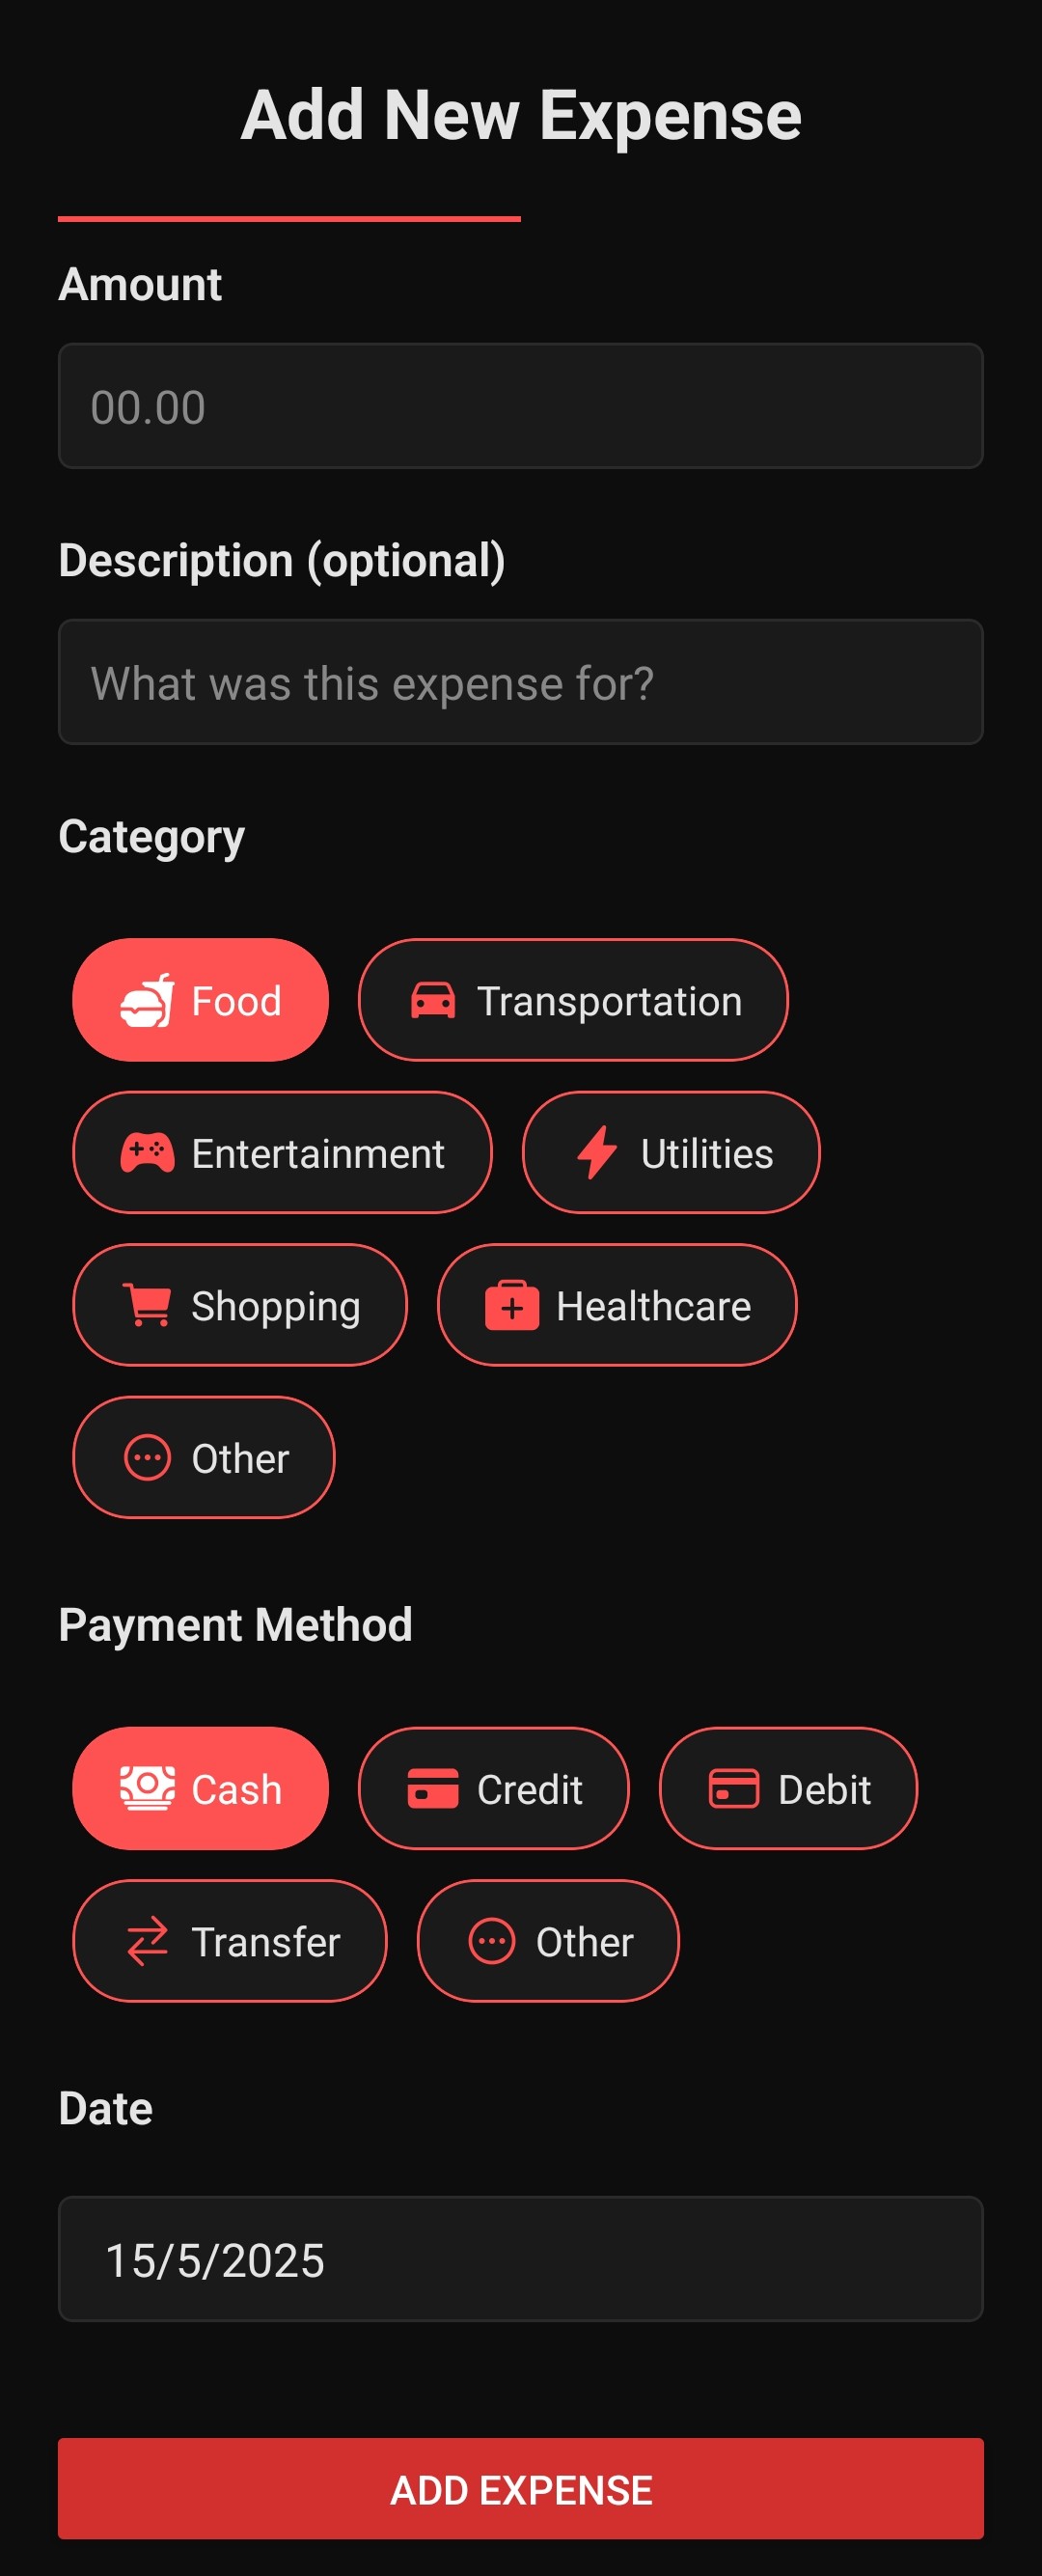 Add New Expense
Amount
00.00
Description (optional)
What was this expense for?
Category
Food
Transportation
Entertainment
Utilities
Shopping
Healthcare
Other
Payment Method
Cash
Credit
Debit
Transfer
Other
Date
15/5/2025
ADD EXPENSE